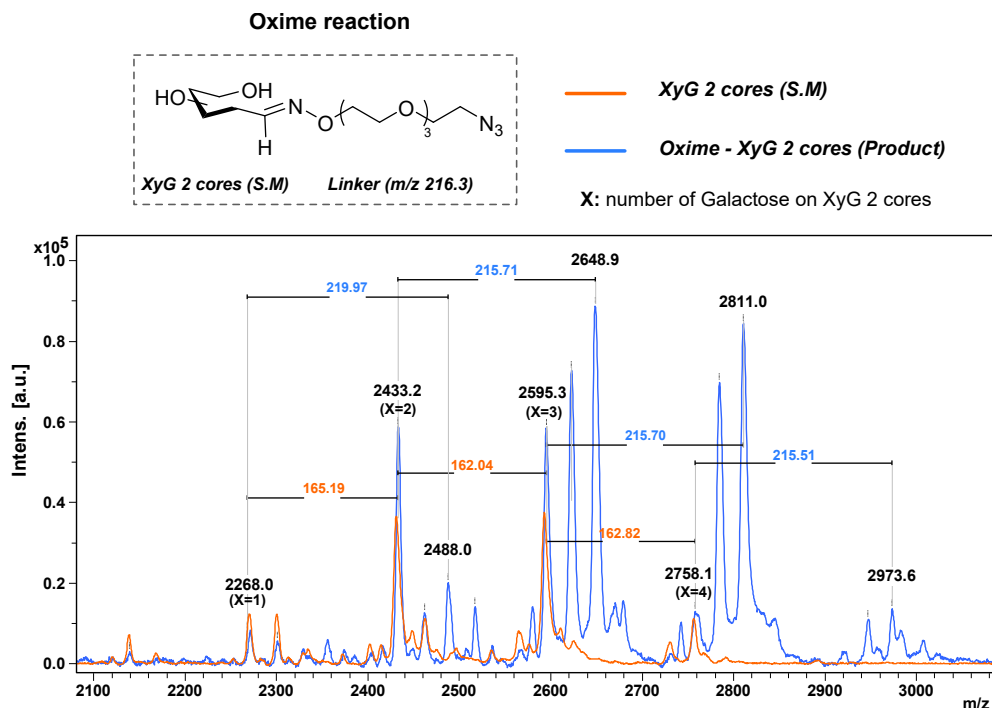 Oxime reaction
OH
HO
N
O
O
3
N3
H
XyG 2 cores (S.M)
Linker (m/z 216.3)
XyG 2 cores (S.M)
Oxime - XyG 2 cores (Product)
X: number of Galactose on XyG 2 cores
x10^5
Intens. [a.u.]
1.0
0.8
0.6
0.4
0.2
0.0
2648.9
215.71
219.97
2811.0
2433.2
(X=2)
2595.3
(X=3)
215.70
162.04
215.51
165.19
162.82
2488.0
2268.0
(X=1)
2758.1
(X=4)
2973.6
2100
2200
2300
2400
2500
2600
2700
2800
2900
3000
m/z